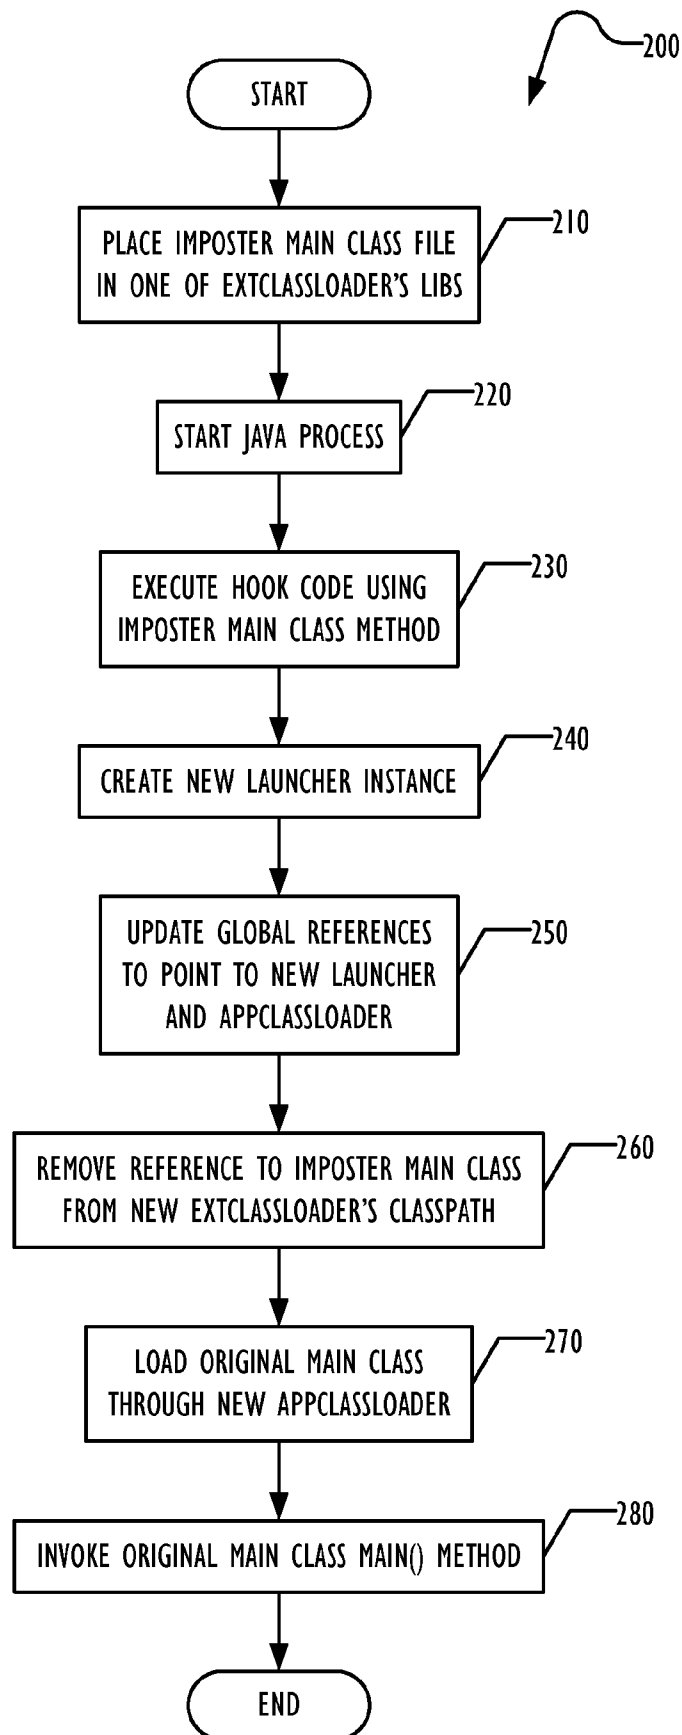 200
START
210
PLACE IMPOSTER MAIN CLASS FILE
IN ONE OF EXTCLASSLOADER'S LIBS
220
START JAVA PROCESS
230
EXECUTE HOOK CODE USING
IMPOSTER MAIN CLASS METHOD
240
CREATE NEW LAUNCHER INSTANCE
250
UPDATE GLOBAL REFERENCES
TO POINT TO NEW LAUNCHER
AND APPCLASSLOADER
260
REMOVE REFERENCE TO IMPOSTER MAIN CLASS
FROM NEW EXTCLASSLOADER'S CLASSPATH
270
LOAD ORIGINAL MAIN CLASS
THROUGH NEW APPCLASSLOADER
280
INVOKE ORIGINAL MAIN CLASS MAIN() METHOD
END